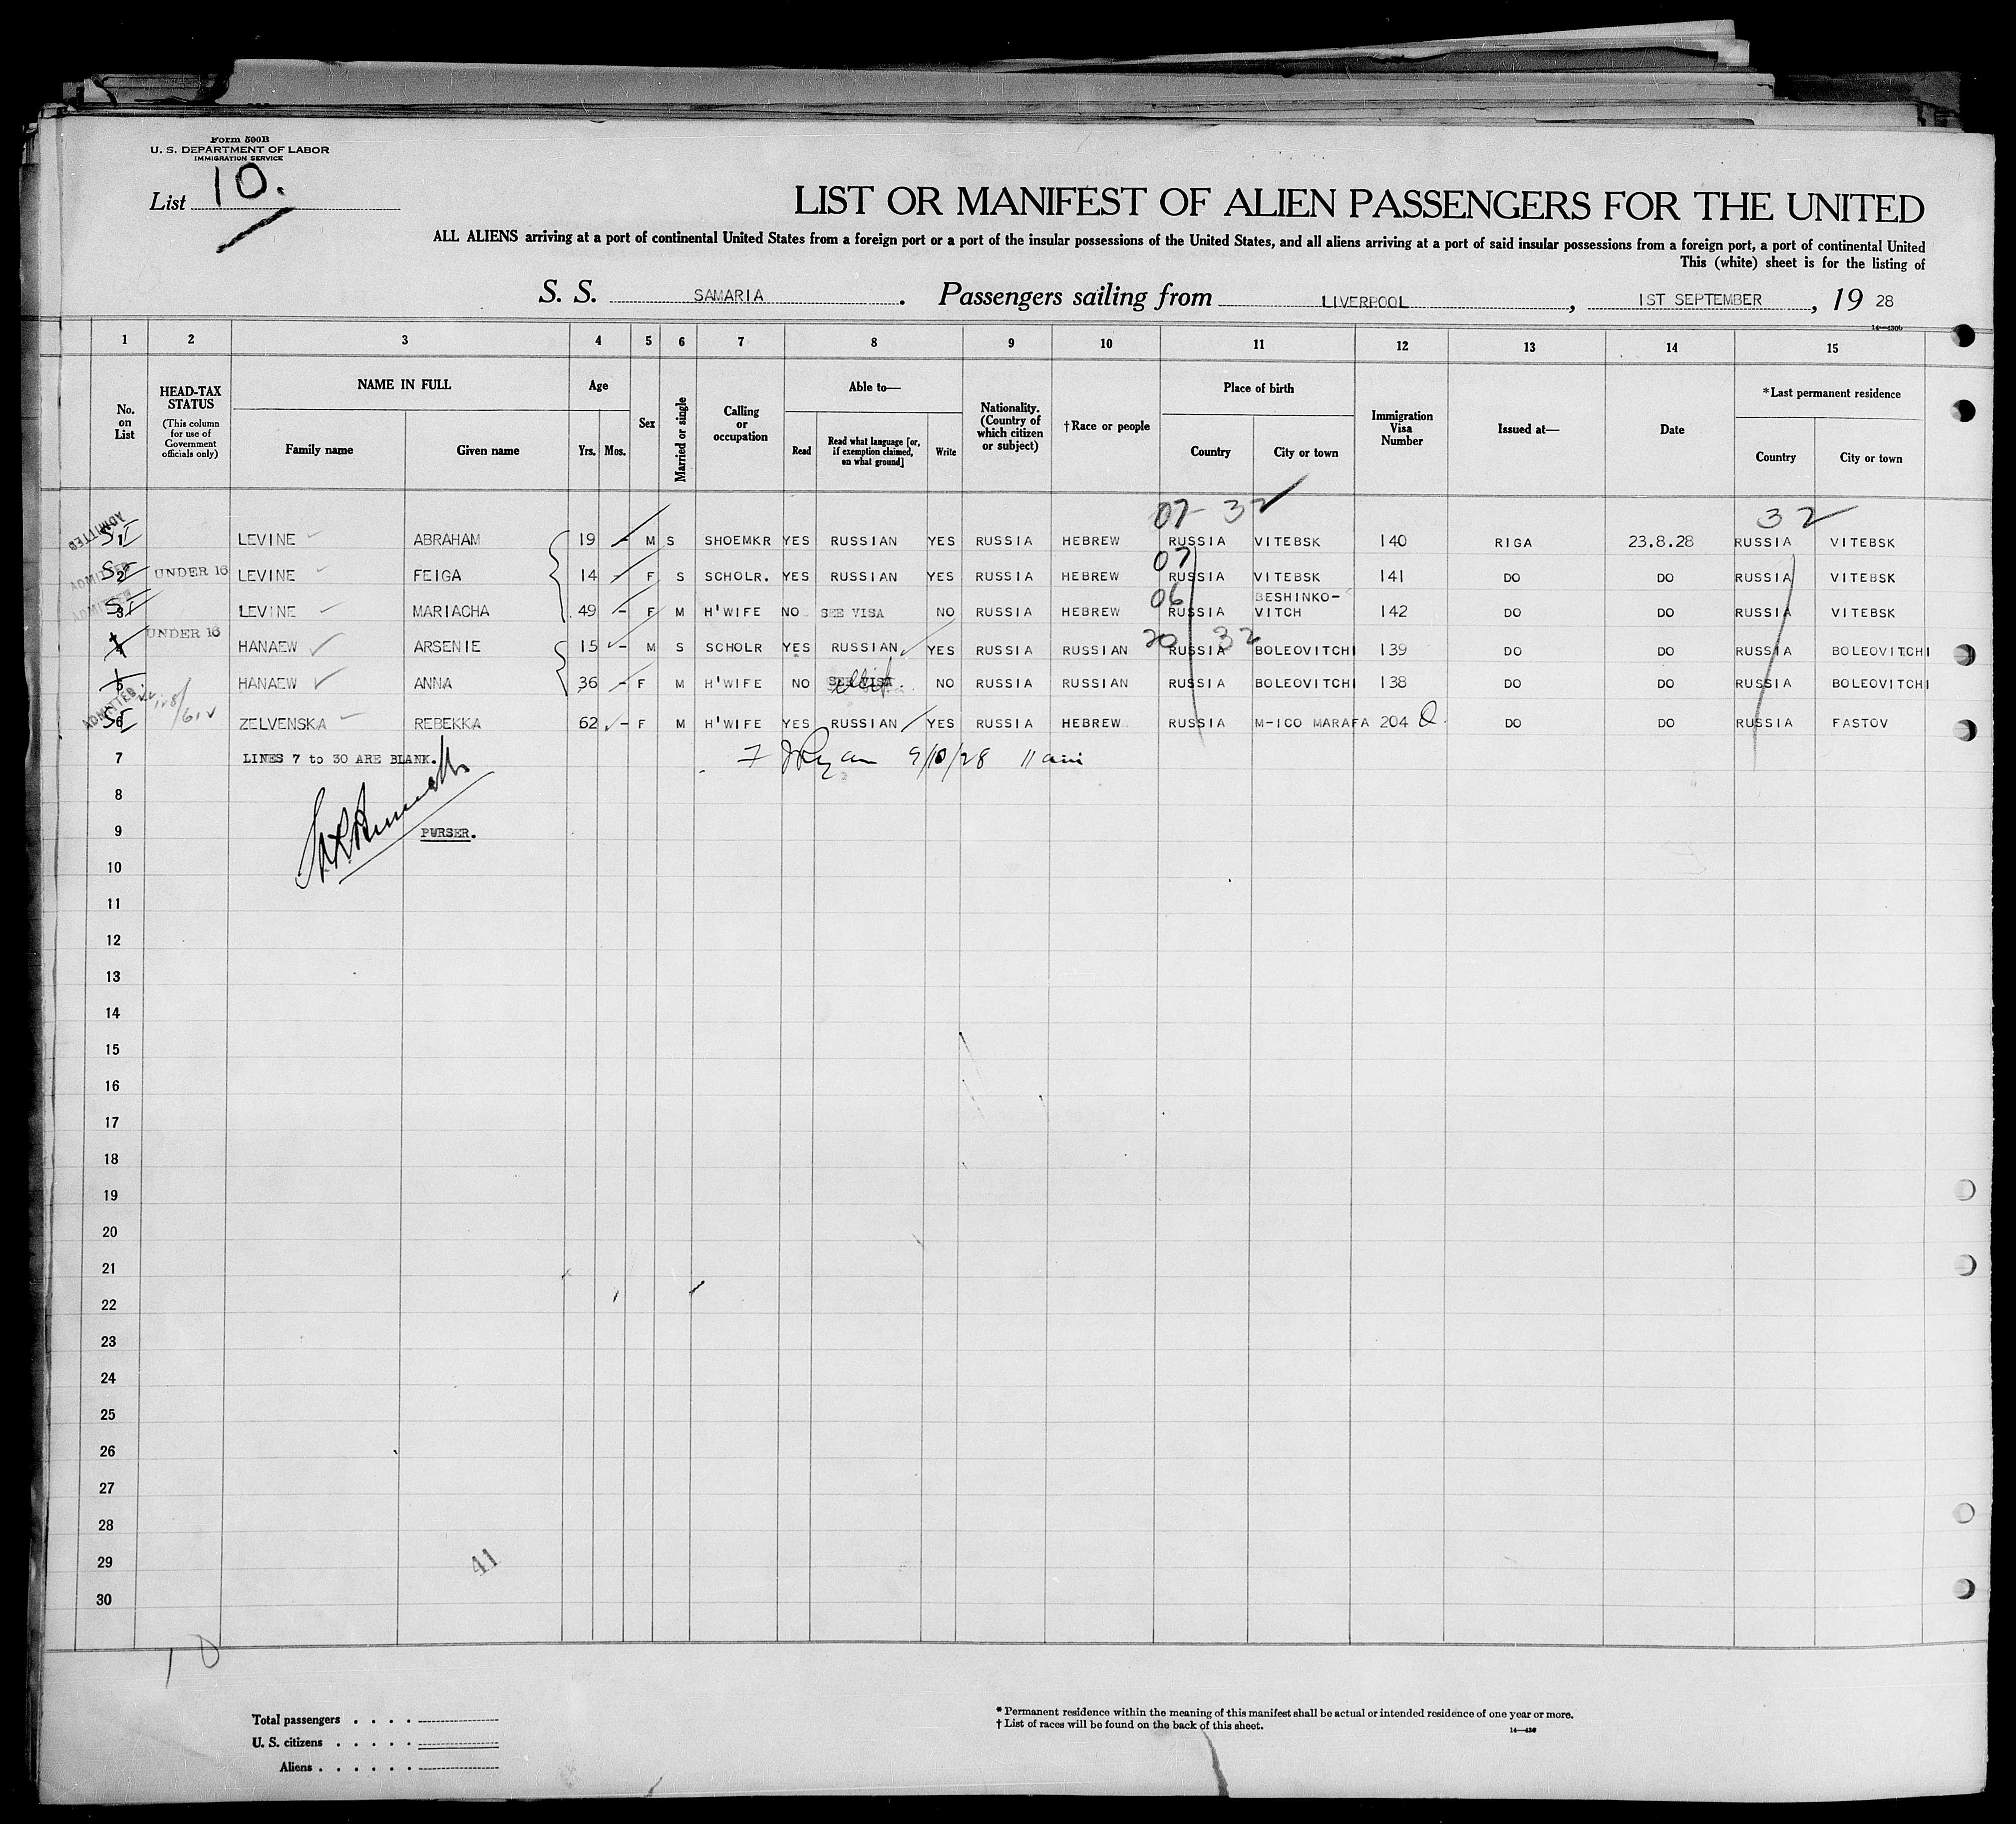 Form 500B
U. S. DEPARTMENT OF LABOR
IMMIGRATION SERVICE
List 10.
LIST OR MANIFEST OF ALIEN PASSENGERS FOR THE UNITED
ALL ALIENS arriving at a port of continental United States from a foreign port or a port of the insular possessions of the United States, and all aliens arriving at a port of said insular possessions from a foreign port, a port of continental United
This (white) sheet is for the listing of
S. S. SAMARIA. Passengers sailing from LIVERPOOL, 1ST SEPTEMBER, 19 28
1 2 3 4 5 6 7 8 9 10 11 12 13 14 15
No. on List
HEAD-TAX STATUS
(This column for use of Government officials only)
NAME IN FULL
Family name
Given name
Age
Yrs. Mos.
Sex
Married or single
Calling or occupation
Able to—
Read
Read what language [or, if exemption claimed, on what ground]
Write
Nationality. (Country of which citizen or subject)
†Race or people
Place of birth
Country
City or town
Immigration Visa Number
Issued at—
Date
*Last permanent residence
Country
City or town
07 32 32
ADMITTED
1 LEVINE ABRAHAM 19 - M S SHOEMKR YES RUSSIAN YES RUSSIA HEBREW RUSSIA VITEBSK 140 RIGA 23.8.28 RUSSIA VITEBSK
07
ADMITTED
2 UNDER 16 LEVINE FEIGA 14 - F S SCHOLR. YES RUSSIAN YES RUSSIA HEBREW RUSSIA VITEBSK 141 DO DO RUSSIA VITEBSK
06
ADMITTED
3 LEVINE MARIACHA 49 - F M H'WIFE NO SEE VISA NO RUSSIA HEBREW RUSSIA BESHINKO-VITCH 142 DO DO RUSSIA VITEBSK
20 32
4 UNDER 16 HANAEW ARSENIE 15 - M S SCHOLR YES RUSSIAN YES RUSSIA RUSSIAN RUSSIA BOLEOVITCHI 139 DO DO RUSSIA BOLEOVITCHI
5 HANAEW ANNA 36 - F M H'WIFE NO SEE VISA NO RUSSIA RUSSIAN RUSSIA BOLEOVITCHI 138 DO DO RUSSIA BOLEOVITCHI
ADMITTED
6 ZELVENSKA REBEKKA 62 - F M H'WIFE YES RUSSIAN YES RUSSIA HEBREW RUSSIA M-ICO MARAFA 204 DO DO RUSSIA FASTOV
7 LINES 7 to 30 ARE BLANK. Ryan 9/10/28 11 am
8
9 PURSER.
10
11
12
13
14
15
16
17
18
19
20
21
22
23
24
25
26
27
28
29 41
30
10
Total passengers . . . .
U. S. citizens . . . . .
Aliens . . . . . .
* Permanent residence within the meaning of this manifest shall be actual or intended residence of one year or more.
† List of races will be found on the back of this sheet.